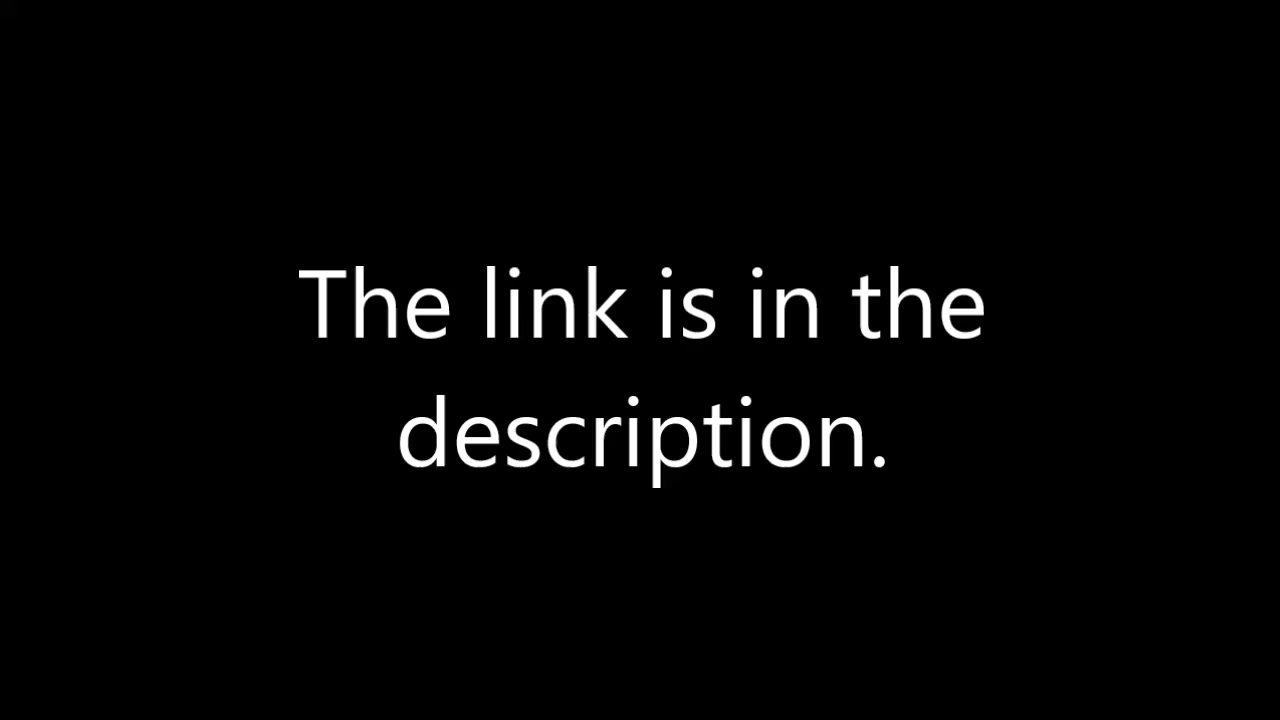 The link is in the
description.